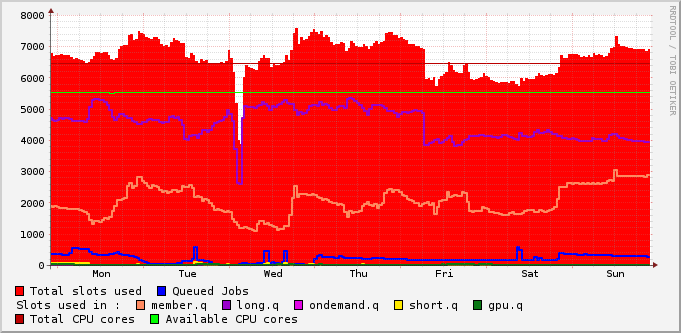 RRDTOOL / TOBI OETIKER
8000
7000
6000
5000
4000
3000
2000
1000
0
Mon Tue Wed Thu Fri Sat Sun
Total slots used Queued Jobs
Slots used in : member.q long.q ondemand.q short.q gpu.q
Total CPU cores Available CPU cores